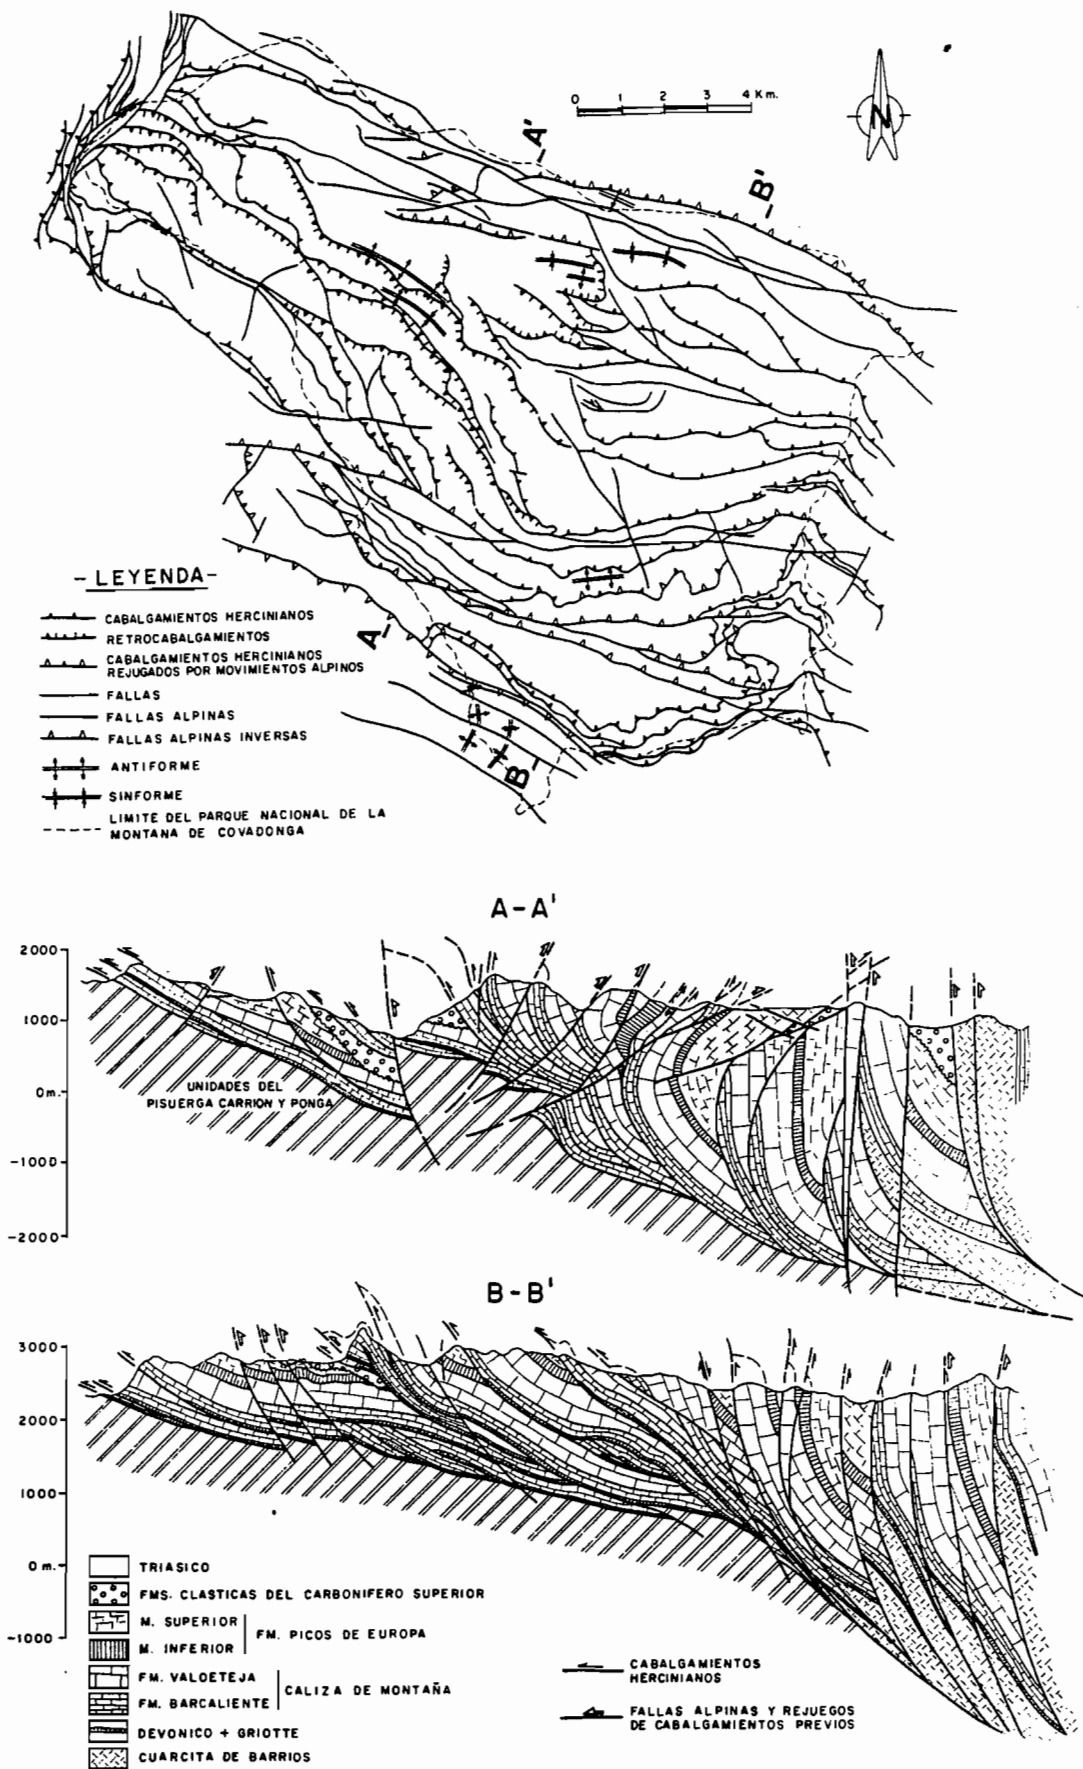 0 1 2 3 4 Km.
N
A'
B'
A
B
- LEYENDA -
CABALGAMIENTOS HERCINIANOS
RETROCABALGAMIENTOS
CABALGAMIENTOS HERCINIANOS
REJUGADOS POR MOVIMIENTOS ALPINOS
FALLAS
FALLAS ALPINAS
FALLAS ALPINAS INVERSAS
ANTIFORME
SINFORME
LIMITE DEL PARQUE NACIONAL DE LA
MONTANA DE COVADONGA
A-A'
2000
1000
0m.
-1000
-2000
UNIDADES DEL
PISUERGA CARRION Y PONGA
B-B'
3000
2000
1000
0 m.
-1000
TRIASICO
FMS. CLASTICAS DEL CARBONIFERO SUPERIOR
M. SUPERIOR
M. INFERIOR
FM. PICOS DE EUROPA
FM. VALDETEJA
FM. BARCALIENTE
CALIZA DE MONTAÑA
DEVONICO + GRIOTTE
CUARCITA DE BARRIOS
CABALGAMIENTOS
HERCINIANOS
FALLAS ALPINAS Y REJUEGOS
DE CABALGAMIENTOS PREVIOS